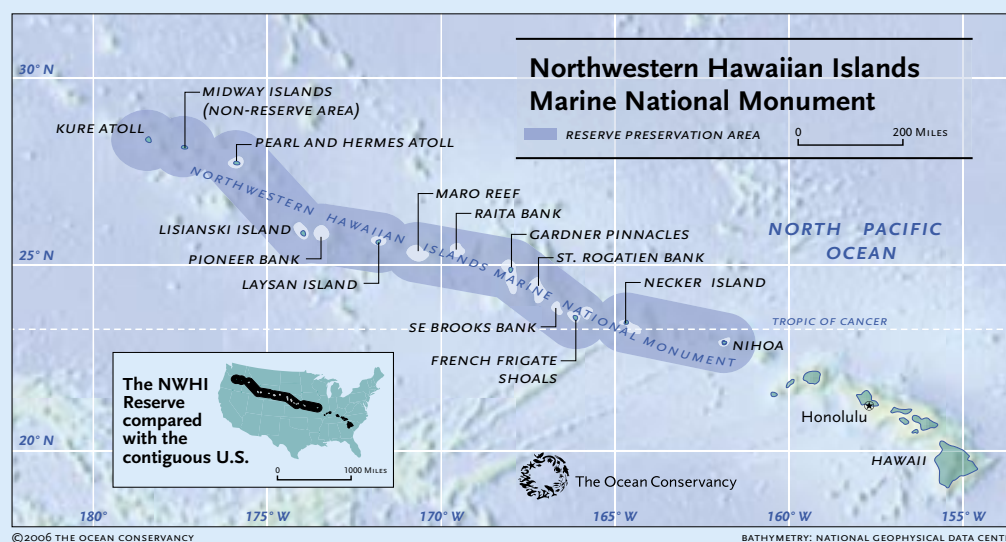 Northwestern Hawaiian Islands
Marine National Monument
RESERVE PRESERVATION AREA
0 200 MILES
30° N
MIDWAY ISLANDS
(NON-RESERVE AREA)
KURE ATOLL
PEARL AND HERMES ATOLL
NORTHWESTERN HAWAIIAN ISLANDS MARINE NATIONAL MONUMENT
MARO REEF
RAITA BANK
LISIANSKI ISLAND
GARDNER PINNACLES
NORTH PACIFIC
OCEAN
PIONEER BANK
ST. ROGATIEN BANK
25° N
LAYSAN ISLAND
NECKER ISLAND
TROPIC OF CANCER
SE BROOKS BANK
NIHOA
FRENCH FRIGATE
SHOALS
The NWHI
Reserve
compared
with the
contiguous U.S.
0 1000 MILES
Honolulu
20° N
HAWAII
The Ocean Conservancy
180° 175° W 170° W 165° W 160° W 155° W
©2006 THE OCEAN CONSERVANCY
BATHYMETRY: NATIONAL GEOPHYSICAL DATA CENT